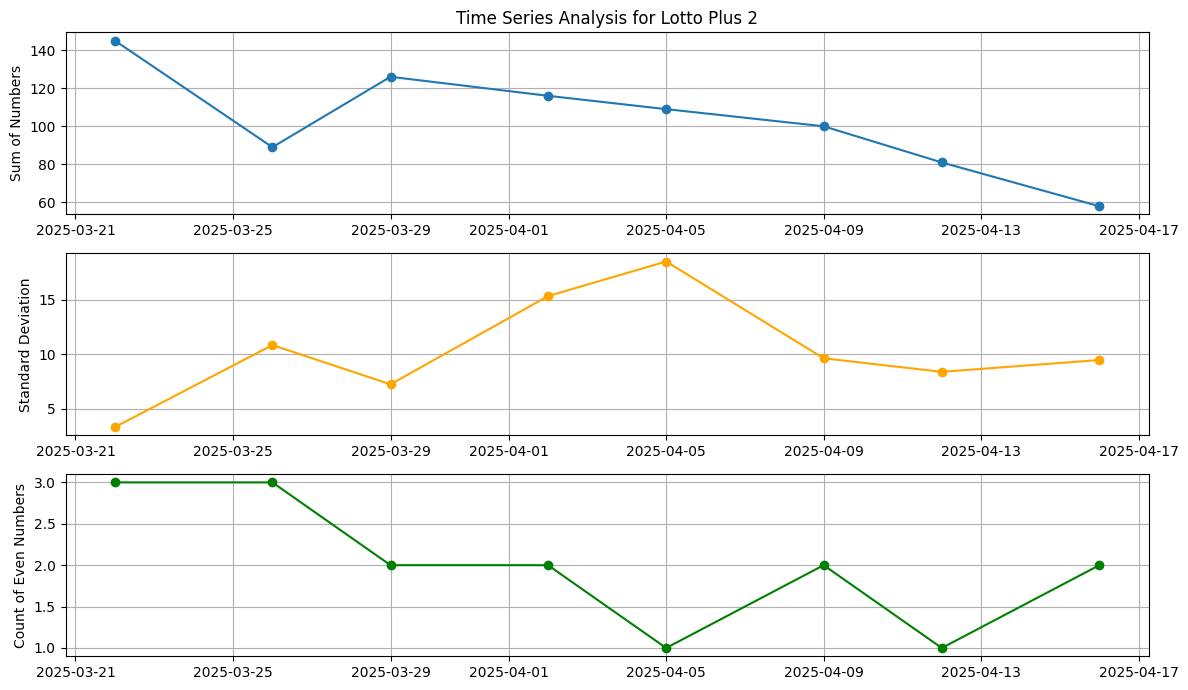 Time Series Analysis for Lotto Plus 2
Sum of Numbers
140
120
100
80
60
2025-03-21 2025-03-25 2025-03-29 2025-04-01 2025-04-05 2025-04-09 2025-04-13 2025-04-17
Standard Deviation
15
10
5
2025-03-21 2025-03-25 2025-03-29 2025-04-01 2025-04-05 2025-04-09 2025-04-13 2025-04-17
Count of Even Numbers
3.0
2.5
2.0
1.5
1.0
2025-03-21 2025-03-25 2025-03-29 2025-04-01 2025-04-05 2025-04-09 2025-04-13 2025-04-17